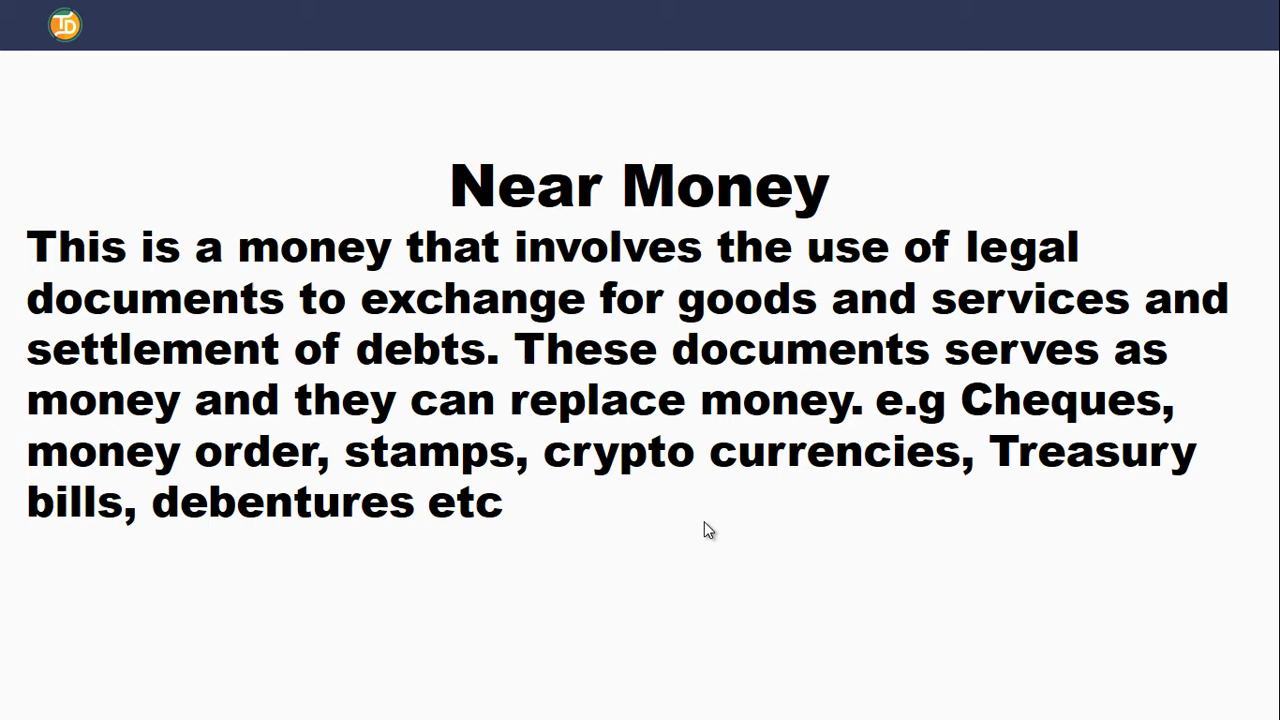 TD
Near Money
This is a money that involves the use of legal
documents to exchange for goods and services and
settlement of debts. These documents serves as
money and they can replace money. e.g Cheques,
money order, stamps, crypto currencies, Treasury
bills, debentures etc